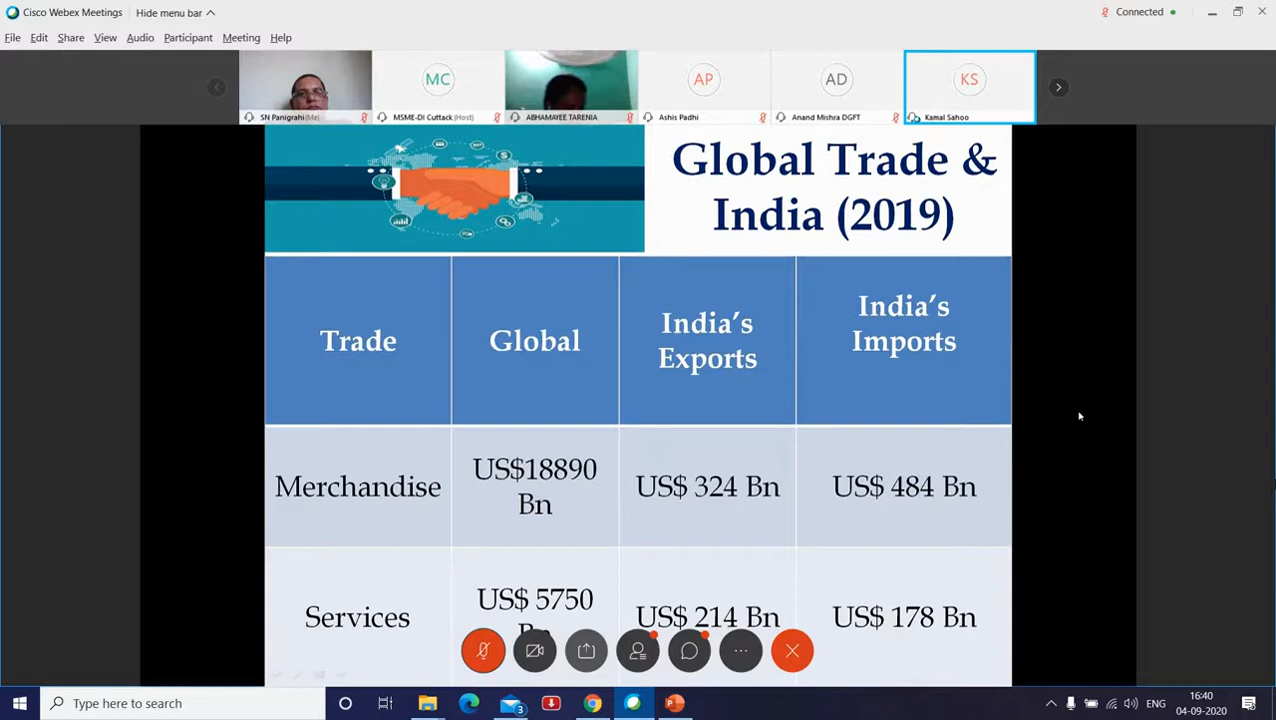 Cisco Webex Meetings
Hide menu bar
Connected
File Edit Share View Audio Participant Meeting Help
MC
AP
AD
KS
SN Panigrahi(Me)
MSME-DI Cuttack (Host)
ABHAMAYEE TARENIA
Ashis Padhi
Anand Mishra DGFT
Kamal Sahoo
Global Trade &
India (2019)
Trade
Global
India's
Exports
India's
Imports
Merchandise
US$18890
Bn
US$ 324 Bn
US$ 484 Bn
Services
US$ 5750
US$ 214 Bn
US$ 178 Bn
Type here to search
3
ENG
16:40
04-09-2020